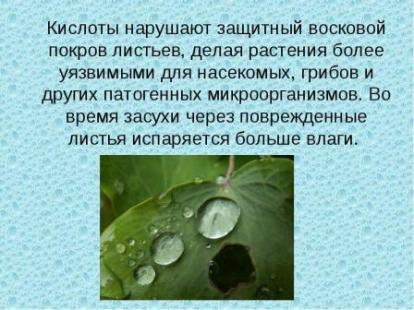 Кислоты нарушают защитный восковой
покров листьев, делая растения более
уязвимыми для насекомых, грибов и
других патогенных микроорганизмов. Во
время засухи через поврежденные
листья испаряется больше влаги.